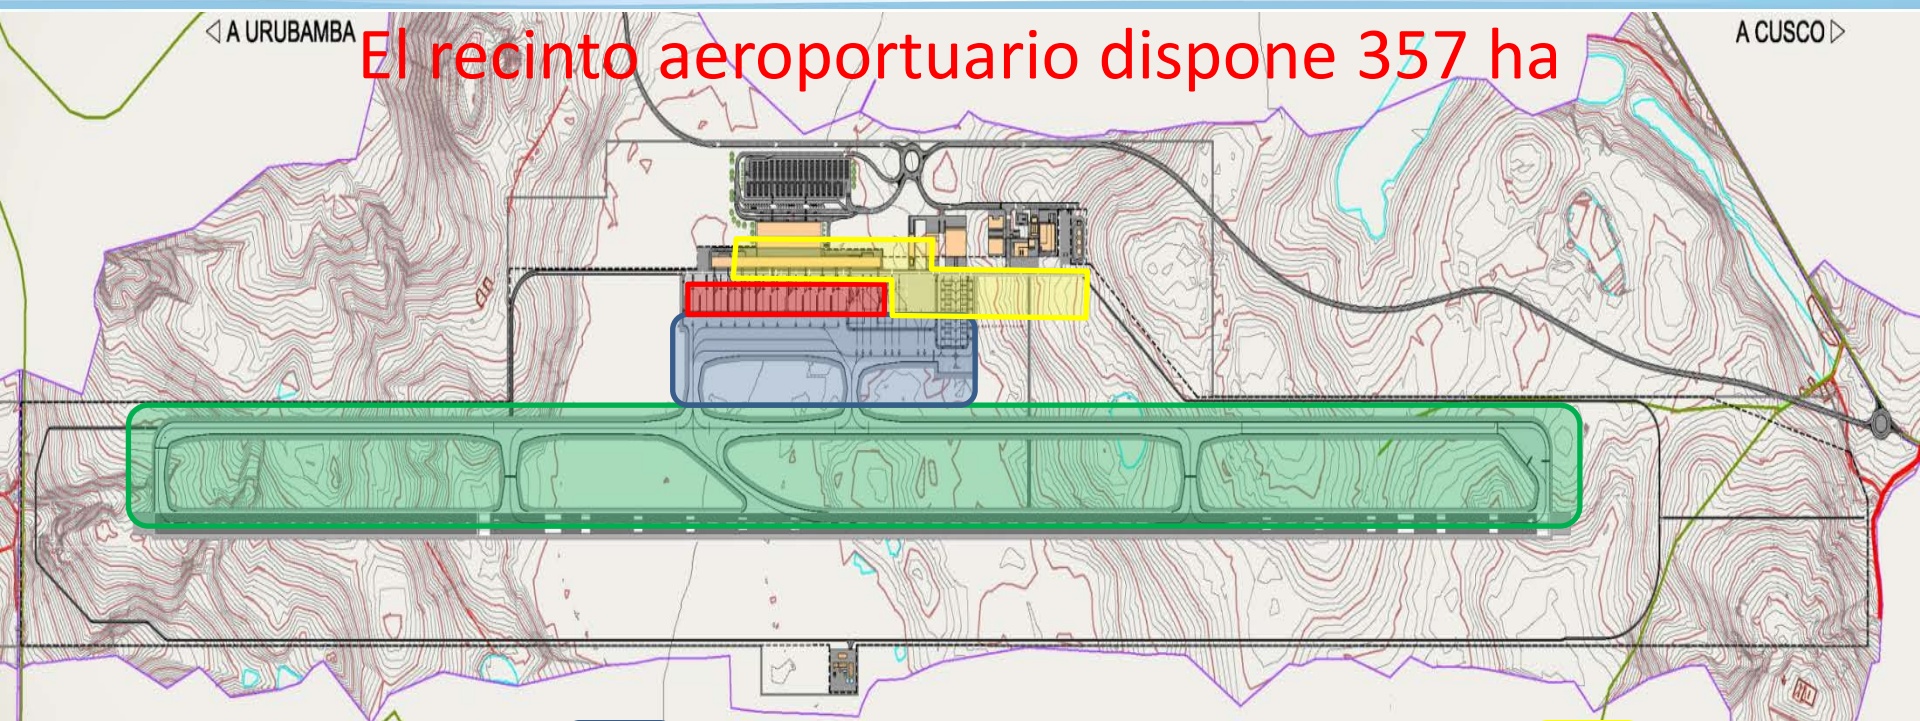 ◁ A URUBAMBA
El recinto aeroportuario dispone 357 ha
A CUSCO ▷